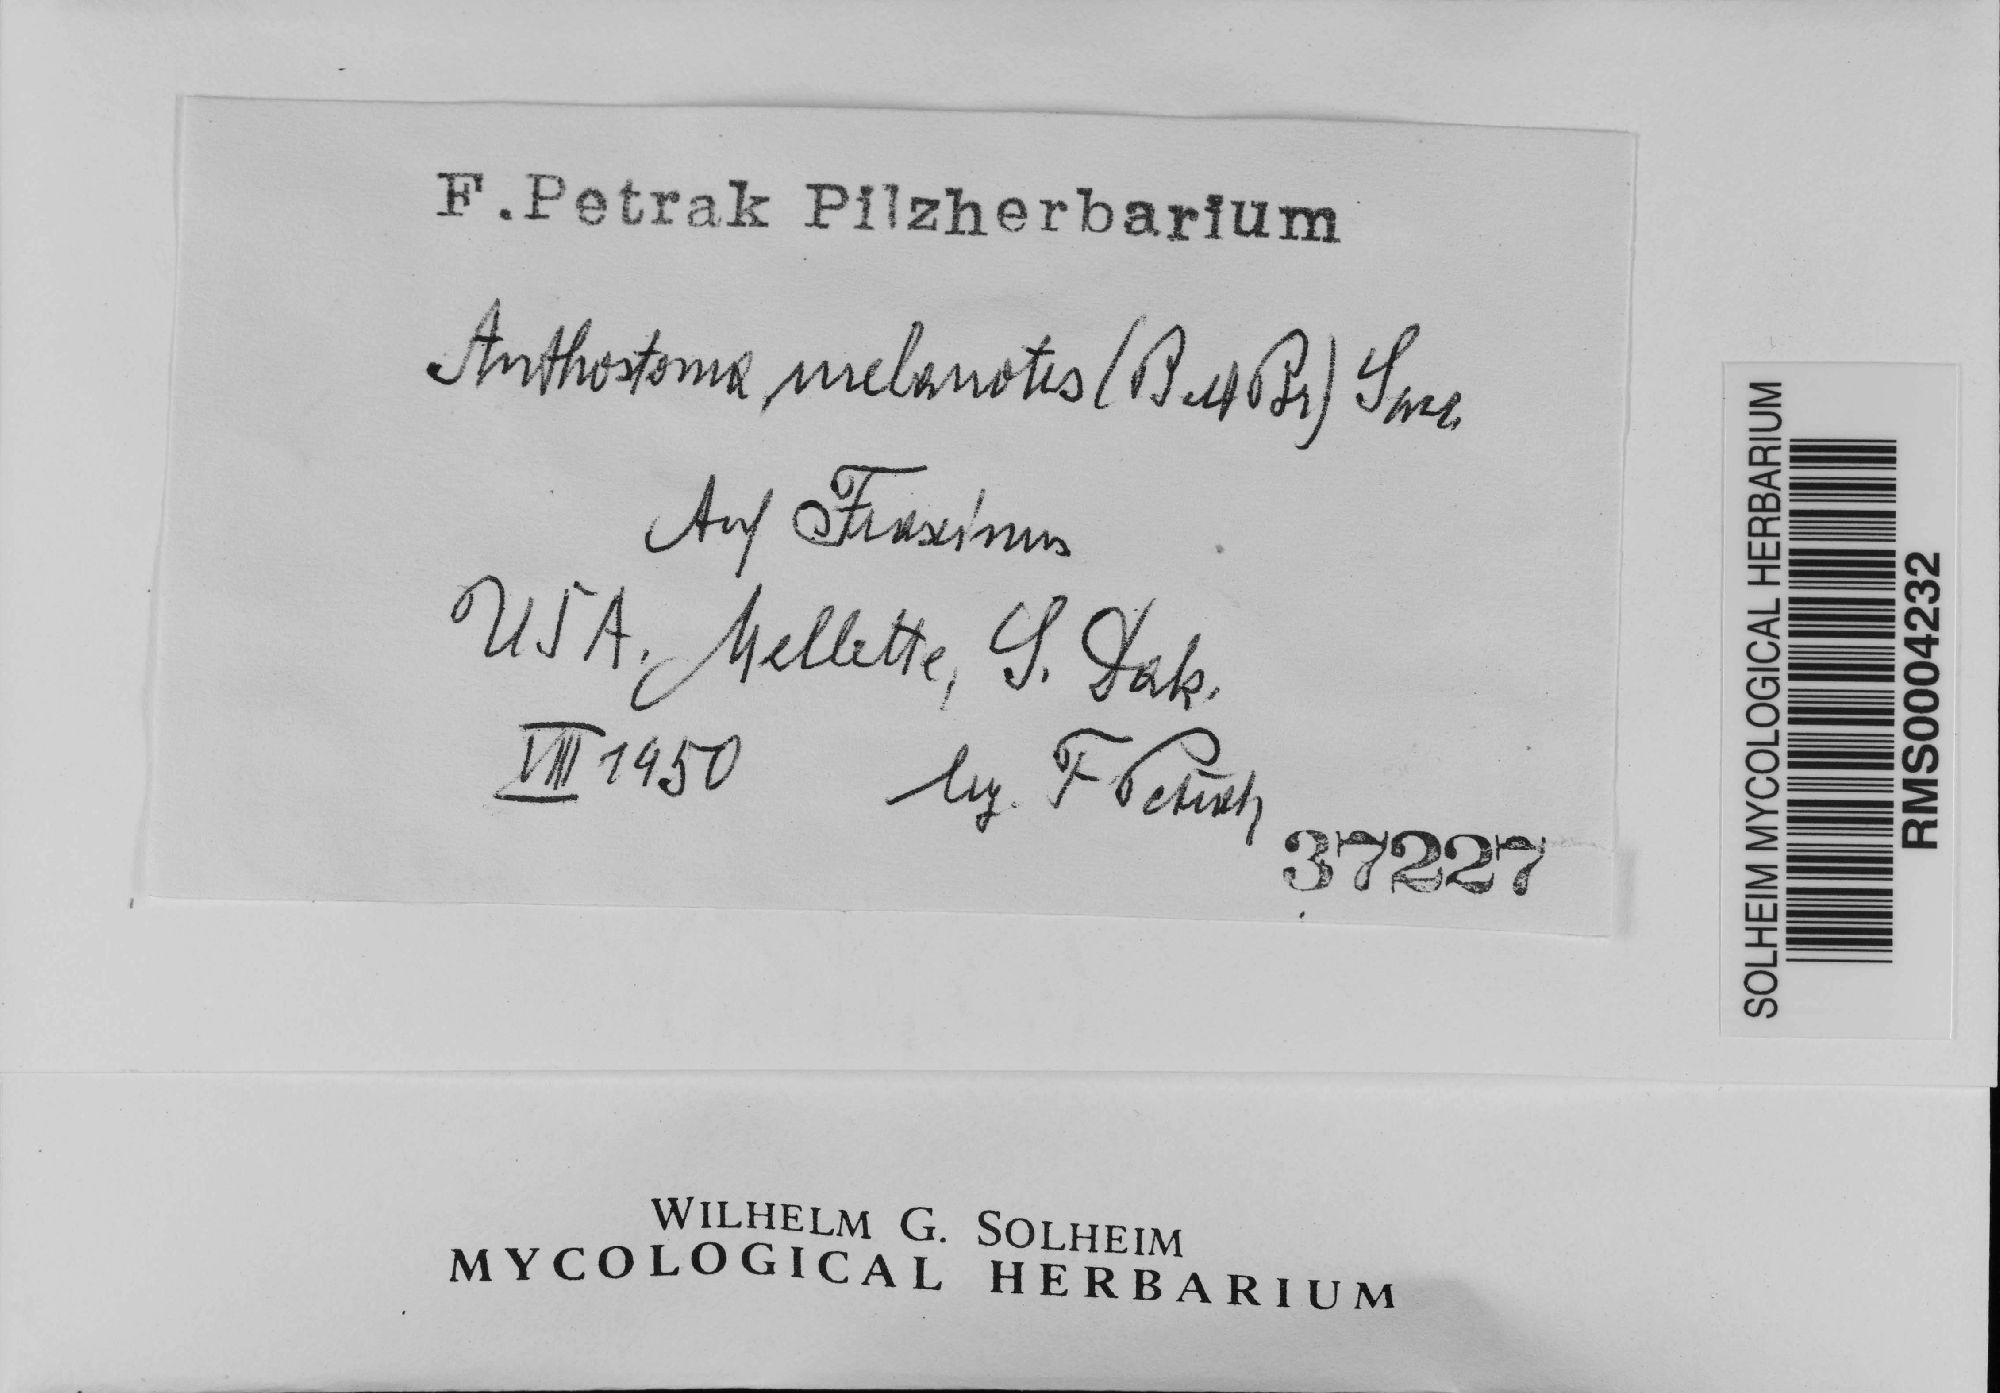 F.Petrak Pilzherbarium
Anthostoma melanotes (B et Br) Sacc.
Auf Fraxinus
USA. Mellette, S. Dak.
VIII 1950 leg. F Petrak
37227
SOLHEIM MYCOLOGICAL HERBARIUM
RMS0004232
WILHELM G. SOLHEIM
MYCOLOGICAL HERBARIUM